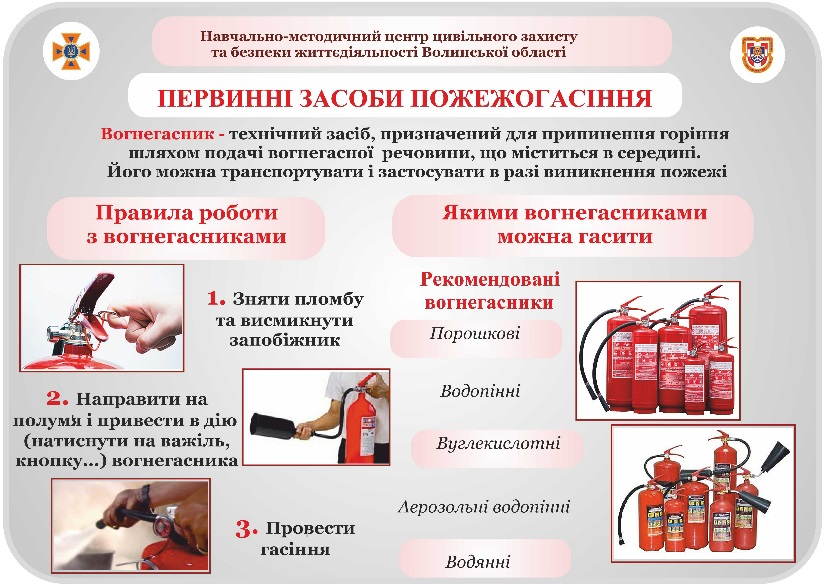 Навчально-методичний центр цивільного захисту
та безпеки життєдіяльності Волинської області
ПЕРВИННІ ЗАСОБИ ПОЖЕЖОГАСІННЯ
Вогнегасник - технічний засіб, призначений для припинення горіння
шляхом подачі вогнегасної речовини, що міститься в середині.
Його можна транспортувати і застосувати в разі виникнення пожежі
Правила роботи
з вогнегасниками
1. Зняти пломбу
та висмикнути
запобіжник
2. Направити на
полум'я і привести в дію
(натиснути на важіль,
кнопку...) вогнегасника
3. Провести
гасіння
Якими вогнегасниками
можна гасити
Рекомендовані
вогнегасники
Порошкові
Водопінні
Вуглекислотні
Аерозольні водопінні
Водянні